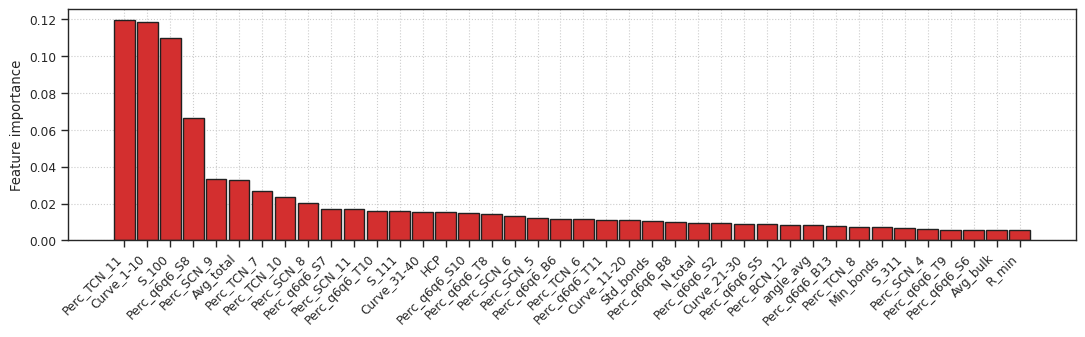 Feature importance
0.12
0.10
0.08
0.06
0.04
0.02
0.00
Perc_TCN_11
Curve_1-10
S_100
Perc_q6q6_S8
Perc_SCN_9
Avg_total
Perc_TCN_7
Perc_TCN_10
Perc_SCN_8
Perc_q6q6_S7
Perc_SCN_11
Perc_q6q6_T10
S_111
Curve_31-40
HCP
Perc_q6q6_S10
Perc_q6q6_T8
Perc_SCN_6
Perc_SCN_5
Perc_q6q6_B6
Perc_TCN_6
Perc_q6q6_T11
Curve_11-20
Std_bonds
Perc_q6q6_B8
N_total
Perc_q6q6_S2
Curve_21-30
Perc_q6q6_S5
Perc_BCN_12
angle_avg
Perc_q6q6_B13
Perc_TCN_8
Min_bonds
S_311
Perc_SCN_4
Perc_q6q6_T9
Perc_q6q6_S6
Avg_bulk
R_min